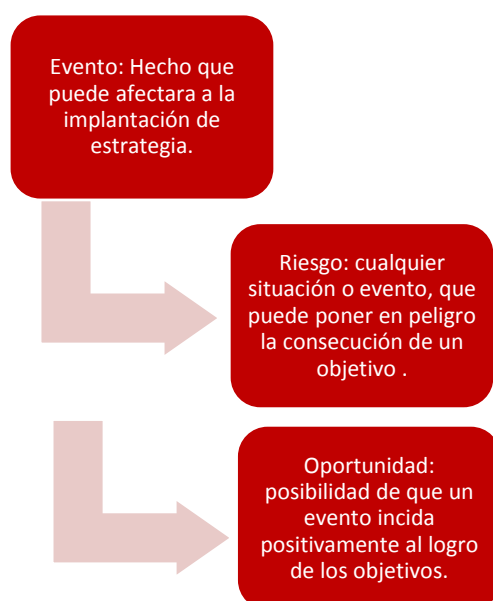 Evento: Hecho que
puede afectara a la
implantación de
estrategia.
Riesgo: cualquier
situación o evento, que
puede poner en peligro
la consecución de un
objetivo .
Oportunidad:
posibilidad de que un
evento incida
positivamente al logro
de los objetivos.